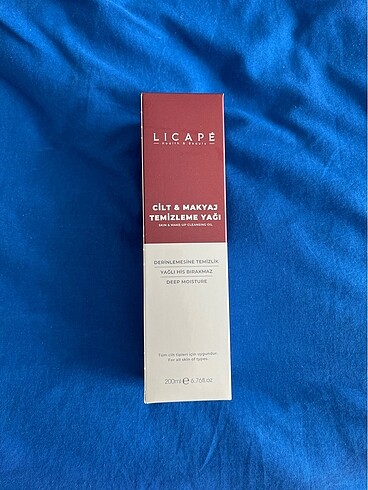 LICAPÉ
Health & Beauty
CİLT & MAKYAJ
TEMİZLEME YAĞI
SKIN & MAKE-UP CLEANSING OIL
DERİNLEMESİNE TEMİZLİK
YAĞLI HİS BIRAKMAZ
DEEP MOISTURE
Tüm cilt tipleri için uygundur.
For all skin of types.
200ml ℮ 6.76fl.oz